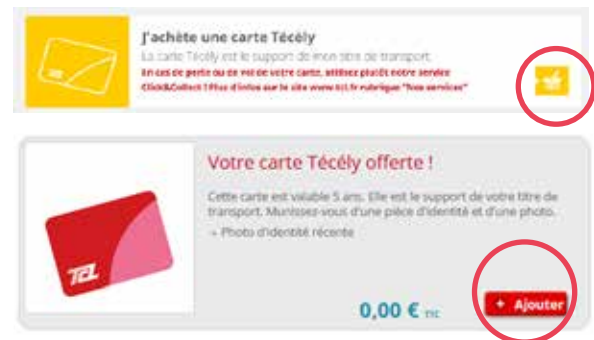 J'achète une carte Técély
La carte Técély est le support de mon titre de transport.
En cas de perte ou de vol de votre carte, utilisez plutôt notre service
Click&Collect ! Plus d'infos sur le site www.tcl.fr rubrique "Nos services"
Votre carte Técély offerte !
Cette carte est valable 5 ans. Elle est le support de votre titre de
transport. Munissez-vous d'une pièce d'identité et d'une photo.
Photo d'identité récente
TCL
0,00 € TTC
+ Ajouter